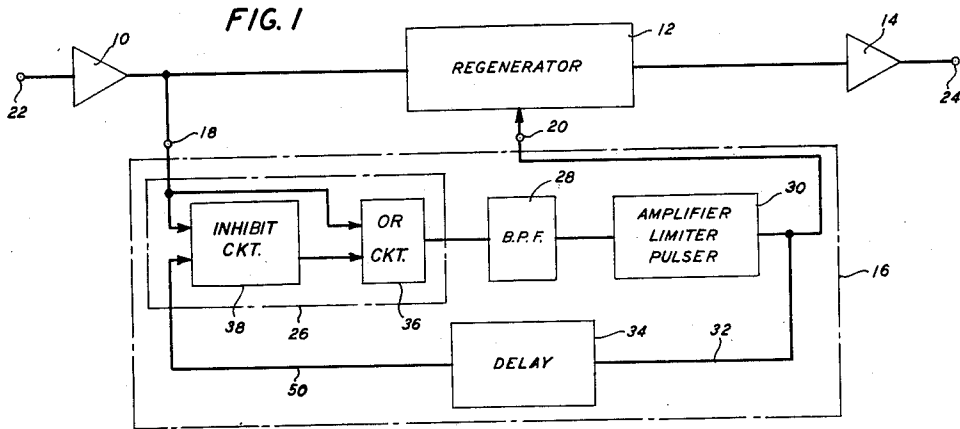 FIG. 1
10
12
14
REGENERATOR
22
24
18
20
28
30
INHIBIT
CKT.
OR
CKT.
B.P.F.
AMPLIFIER
LIMITER
PULSER
16
38
26
36
34
32
DELAY
50